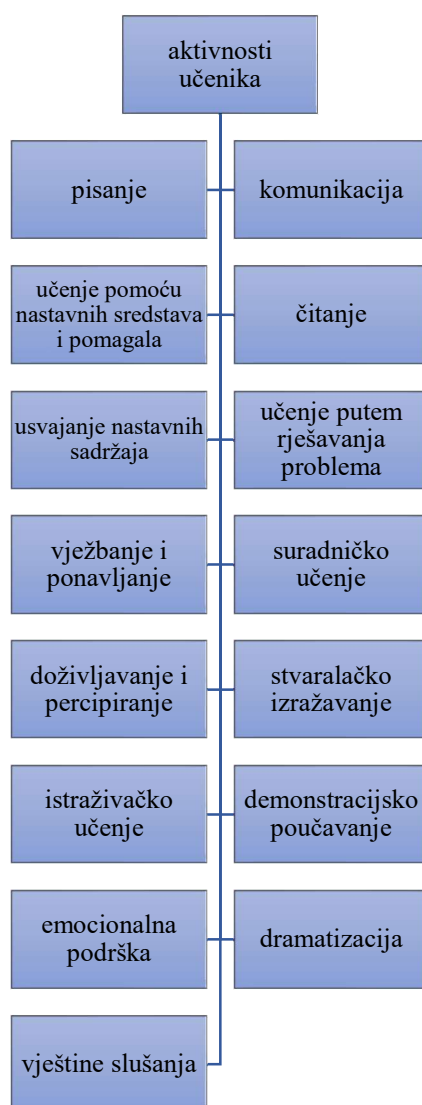 aktivnosti
učenika
pisanje
komunikacija
učenje pomoću
nastavnih sredstava
i pomagala
čitanje
usvajanje nastavnih
sadržaja
učenje putem
rješavanja
problema
vježbanje i
ponavljanje
suradničko
učenje
doživljavanje i
percipiranje
stvaralačko
izražavanje
istraživačko
učenje
demonstracijsko
poučavanje
emocionalna
podrška
dramatizacija
vještine slušanja